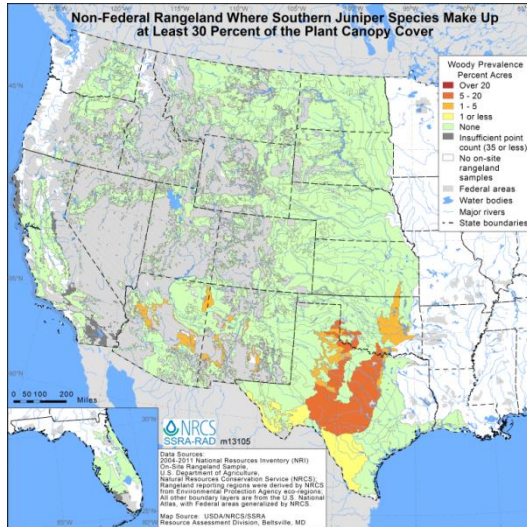 Non-Federal Rangeland Where Southern Juniper Species Make Up
at Least 30 Percent of the Plant Canopy Cover
Woody Prevalence
Percent Acres
Over 20
5 - 20
1 - 5
1 or less
None
Insufficient point
count (35 or less)
No on-site
rangeland
samples
Federal areas
Water bodies
Major rivers
State boundaries
0 50 100 200
Miles
NRCS
SSRA-RAD
m13105
Data Sources:
2004-2011 National Resources Inventory (NRI)
On-Site Rangeland Sample,
U.S. Department of Agriculture,
Natural Resources Conservation Service (NRCS);
Rangeland reporting regions were derived by NRCS
from Environmental Protection Agency eco-regions;
All other boundary layers are from the U.S. National
Atlas, with Federal areas generalized by NRCS.
Map Source: USDA/NRCS/SSRA
Resource Assessment Division, Beltsville, MD